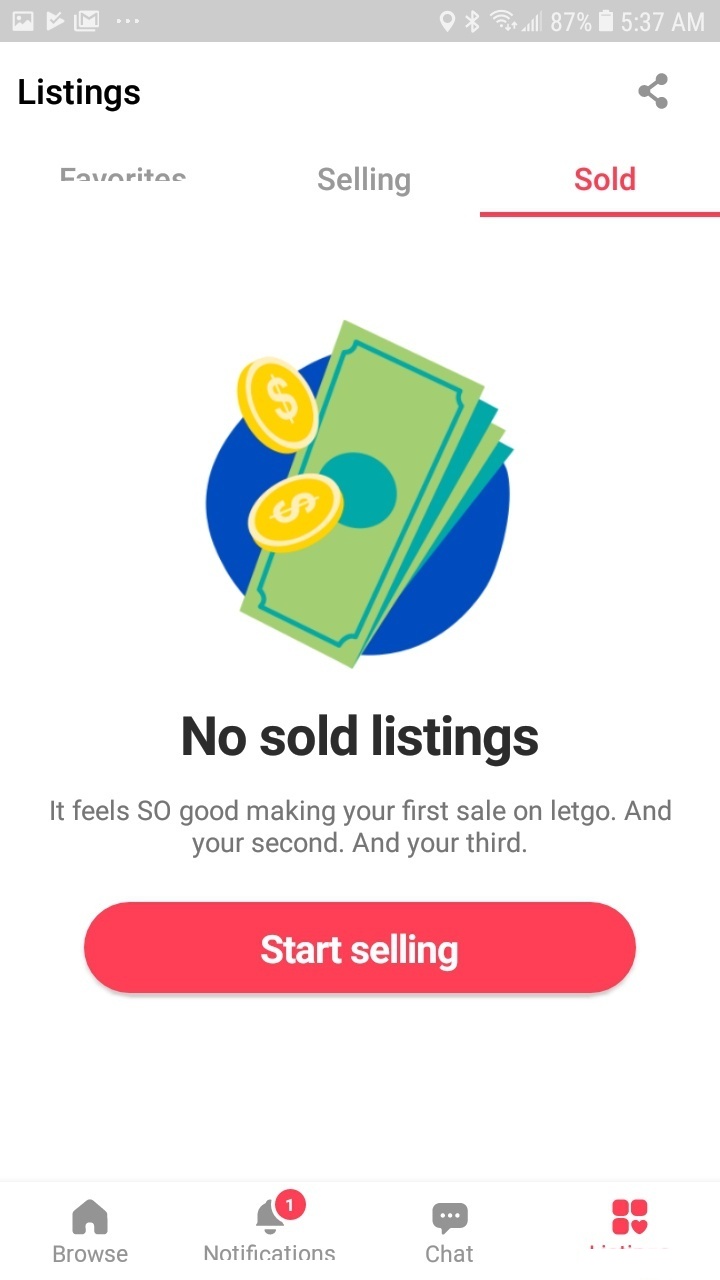 87% 5:37 AM
Listings
Favorites Selling Sold
$
$
No sold listings
It feels SO good making your first sale on letgo. And
your second. And your third.
Start selling
1
Browse Notifications Chat